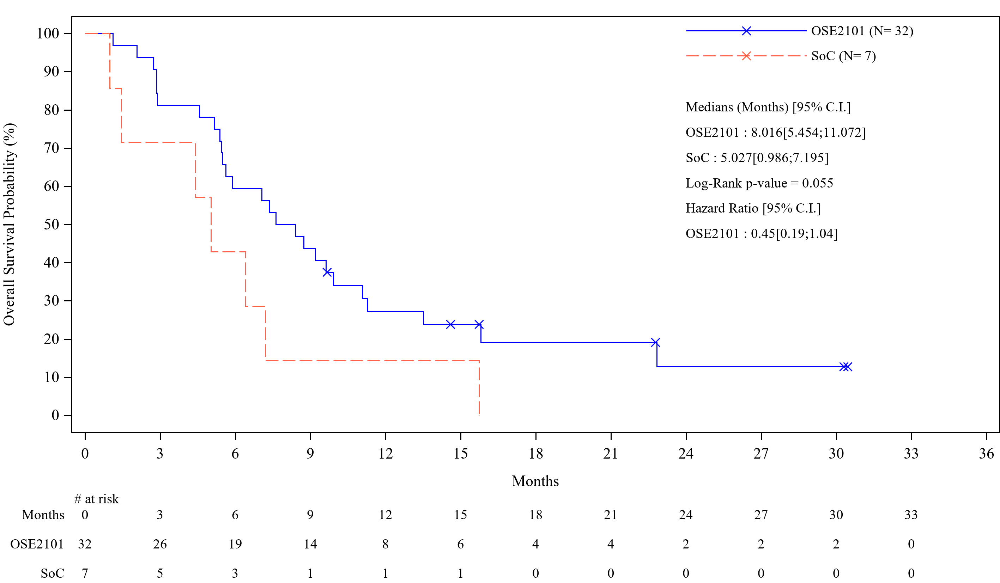 OSE2101 (N= 32)
SoC (N= 7)
Medians (Months) [95% C.I.]
OSE2101 : 8.016[5.454;11.072]
SoC : 5.027[0.986;7.195]
Log-Rank p-value = 0.055
Hazard Ratio [95% C.I.]
OSE2101 : 0.45[0.19;1.04]
Overall Survival Probability (%)
100
90
80
70
60
50
40
30
20
10
0
0 3 6 9 12 15 18 21 24 27 30 33 36
Months
# at risk
Months 0 3 6 9 12 15 18 21 24 27 30 33
OSE2101 32 26 19 14 8 6 4 4 2 2 2 0
SoC 7 5 3 1 1 1 0 0 0 0 0 0